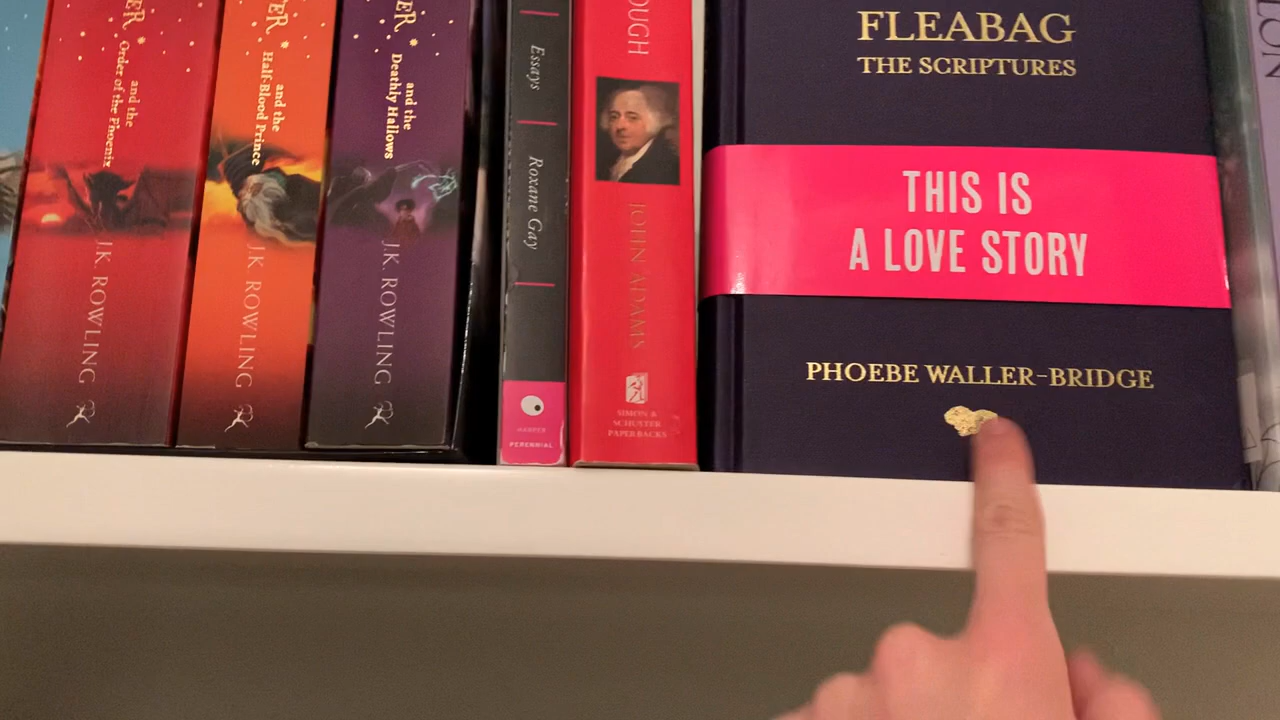 and the
Order of the Phoenix
J.K. ROWLING
and the
Half-Blood Prince
J.K. ROWLING
and the
Deathly Hallows
J.K. ROWLING
Essays
Roxane Gay
HARPER
PERENNIAL
JOHN ADAMS
SIMON &
SCHUSTER
PAPERBACKS
FLEABAG
THE SCRIPTURES
THIS IS
A LOVE STORY
PHOEBE WALLER-BRIDGE